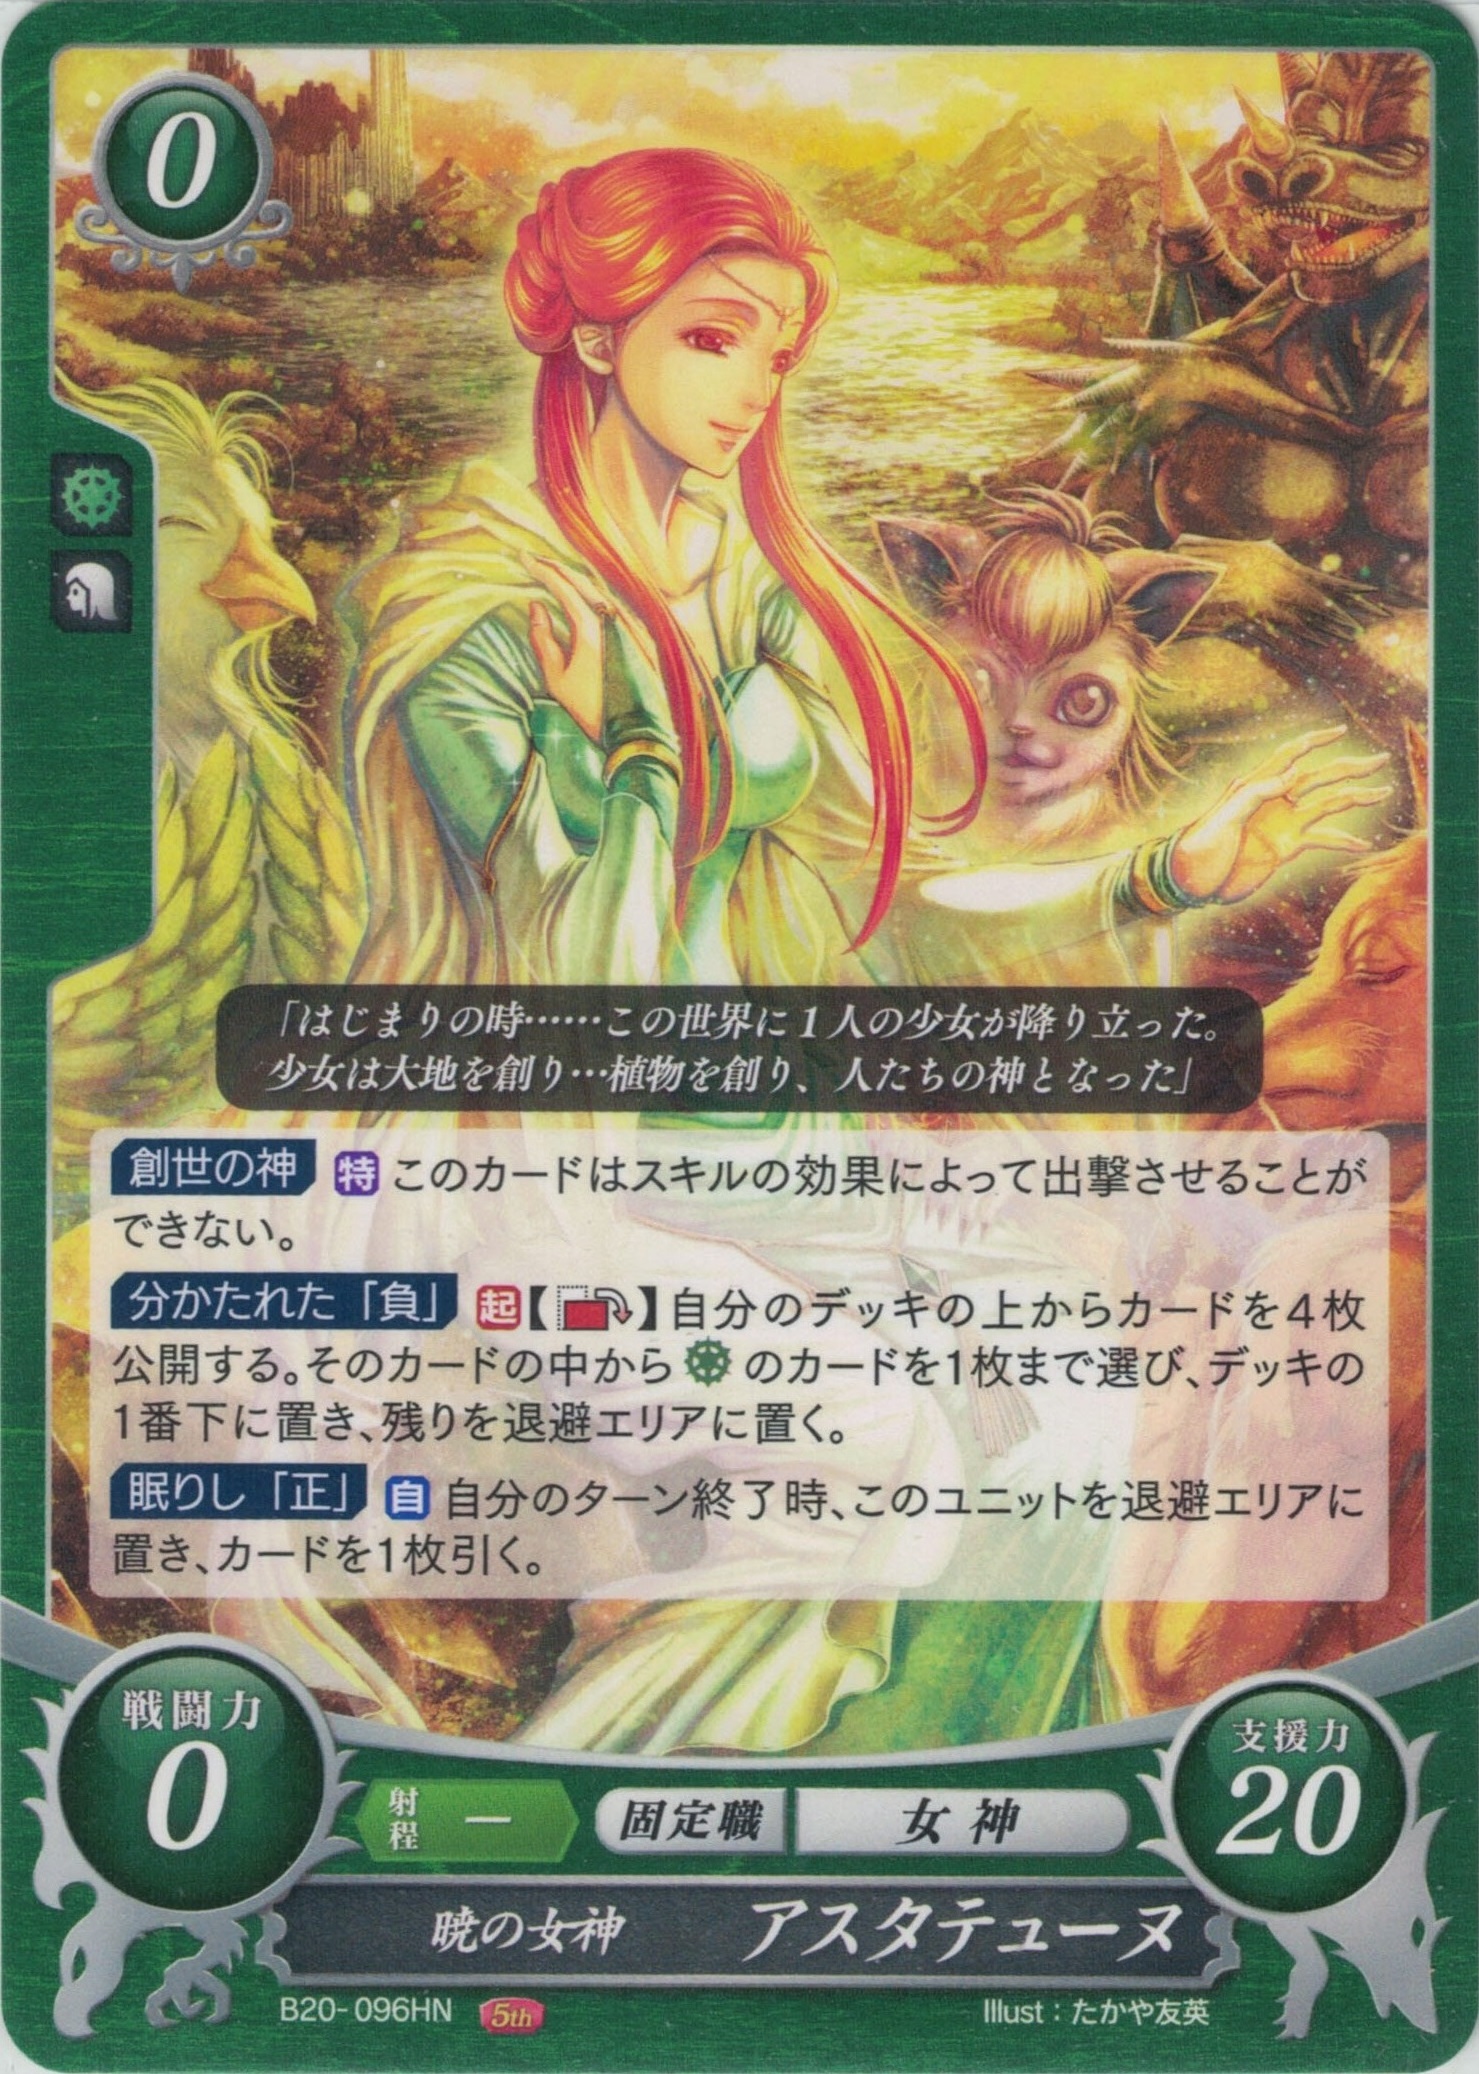 0
「はじまりの時……この世界に１人の少女が降り立った。
少女は大地を創り…植物を創り、人たちの神となった」
創世の神 特 このカードはスキルの効果によって出撃させることが
できない。
分かたれた「負」 起【 】自分のデッキの上からカードを４枚
公開する。そのカードの中から のカードを1枚まで選び、デッキの
1番下に置き、残りを退避エリアに置く。
眠りし「正」 自 自分のターン終了時、このユニットを退避エリアに
置き、カードを1枚引く。
戦闘力
0
射程 ―
固定職 女神
支援力
20
暁の女神 アスタテューヌ
B20-096HN 5th Illust：たかや友英